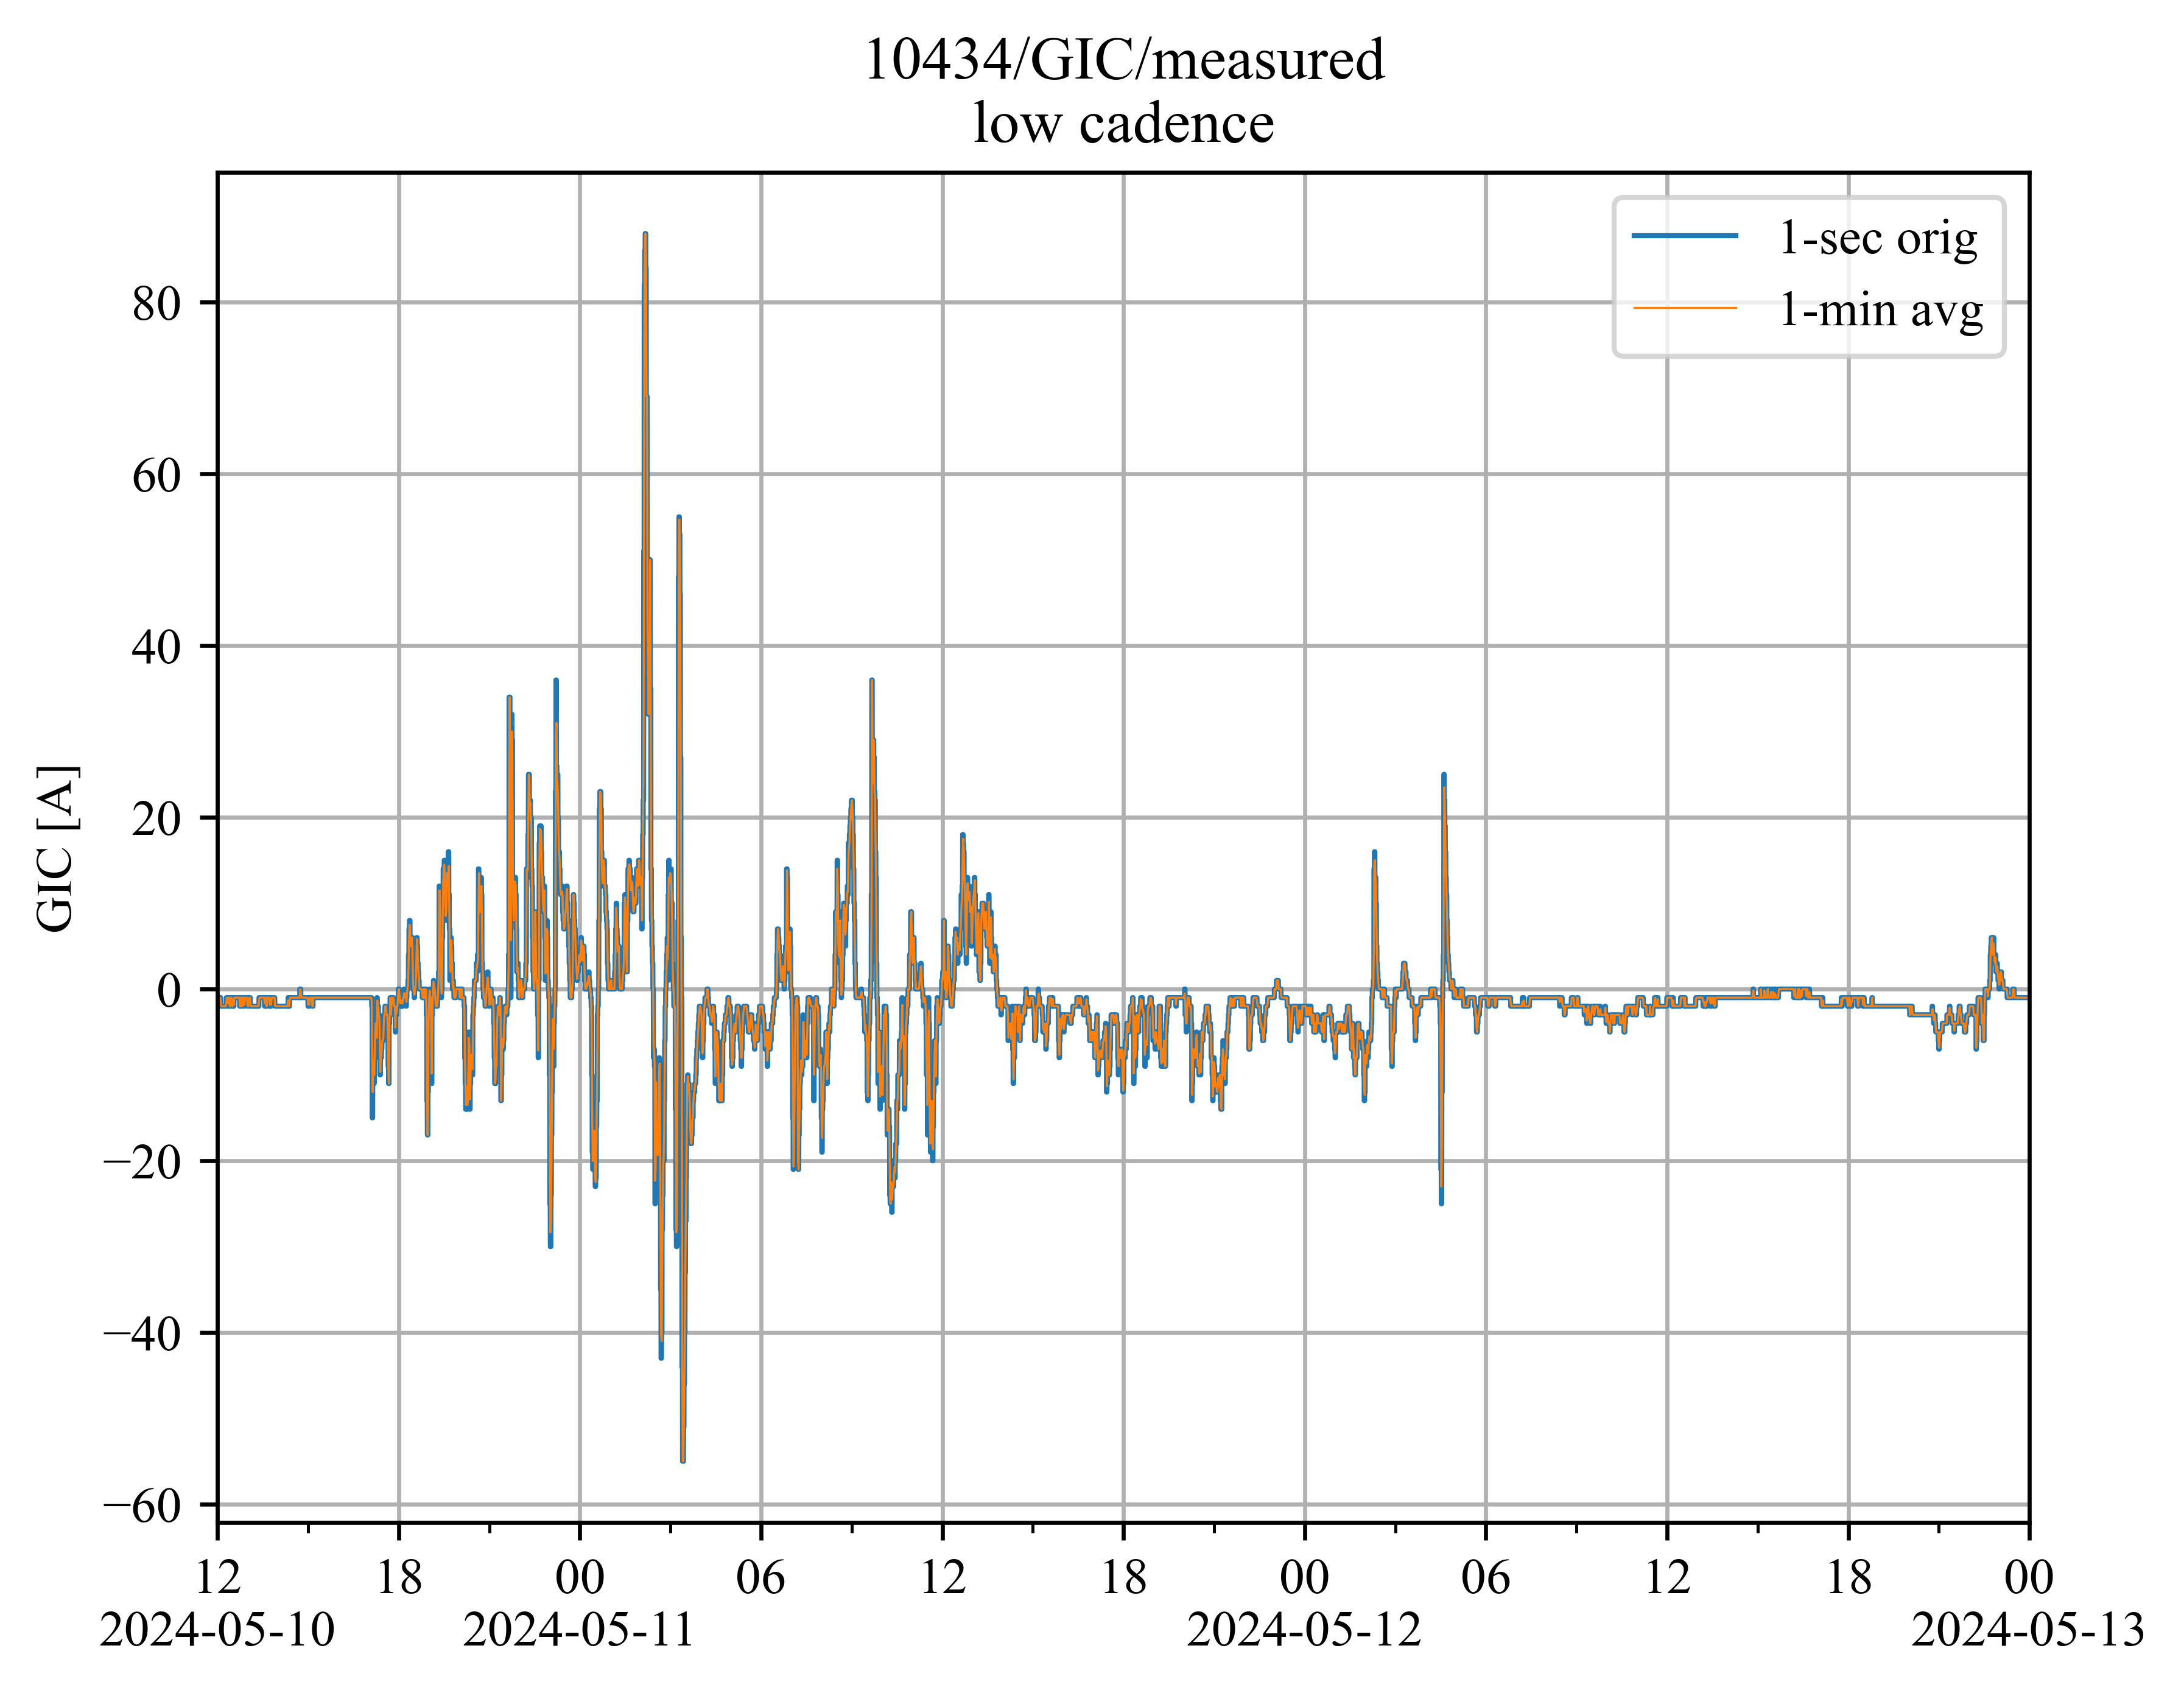 10434/GIC/measured
low cadence
1-sec orig
1-min avg
GIC [A]
80
60
40
20
0
−20
−40
−60
12 18 00 06 12 18 00 06 12 18 00
2024-05-10 2024-05-11 2024-05-12 2024-05-13